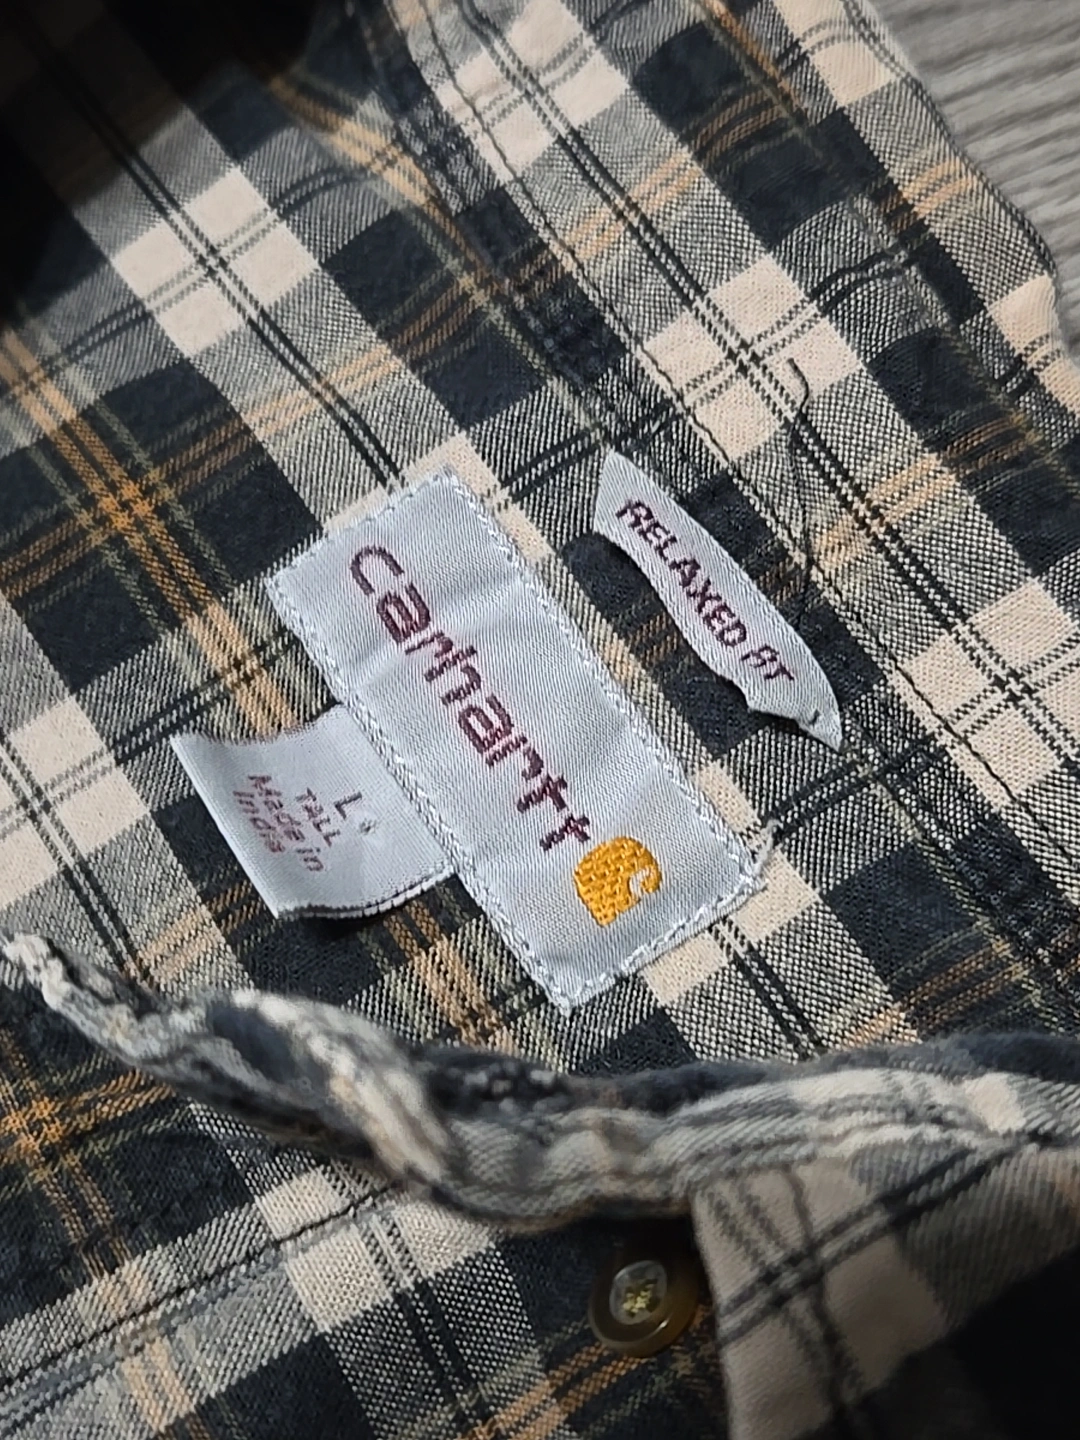 carhartt
RELAXED FIT
L
TALL
Made in
India